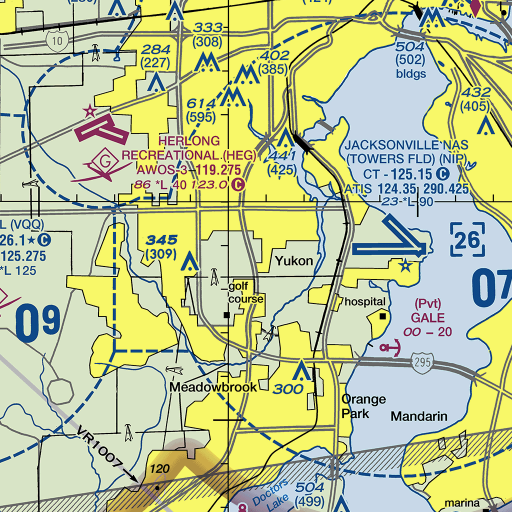 10
333
(308)
284
(227)
402
(385)
614
(595)
504
(502)
bldgs
432
(405)
441
(425)
HERLONG
RECREATIONAL (HEG)
AWOS-3 119.275
86 *L 40 123.0 C
JACKSONVILLE NAS
(TOWERS FLD) (NIP)
CT - 125.15 C
ATIS 124.35 290.425
23 *L 90
L (VQQ)
26.1 ★ C
125.275
*L 125
345
(309)
Yukon
26
07
09
golf
course
hospital
(Pvt)
GALE
00 - 20
295
Meadowbrook
300
Orange
Park
Mandarin
VR1007
120
Doctors
Lake
504
(499)
marina